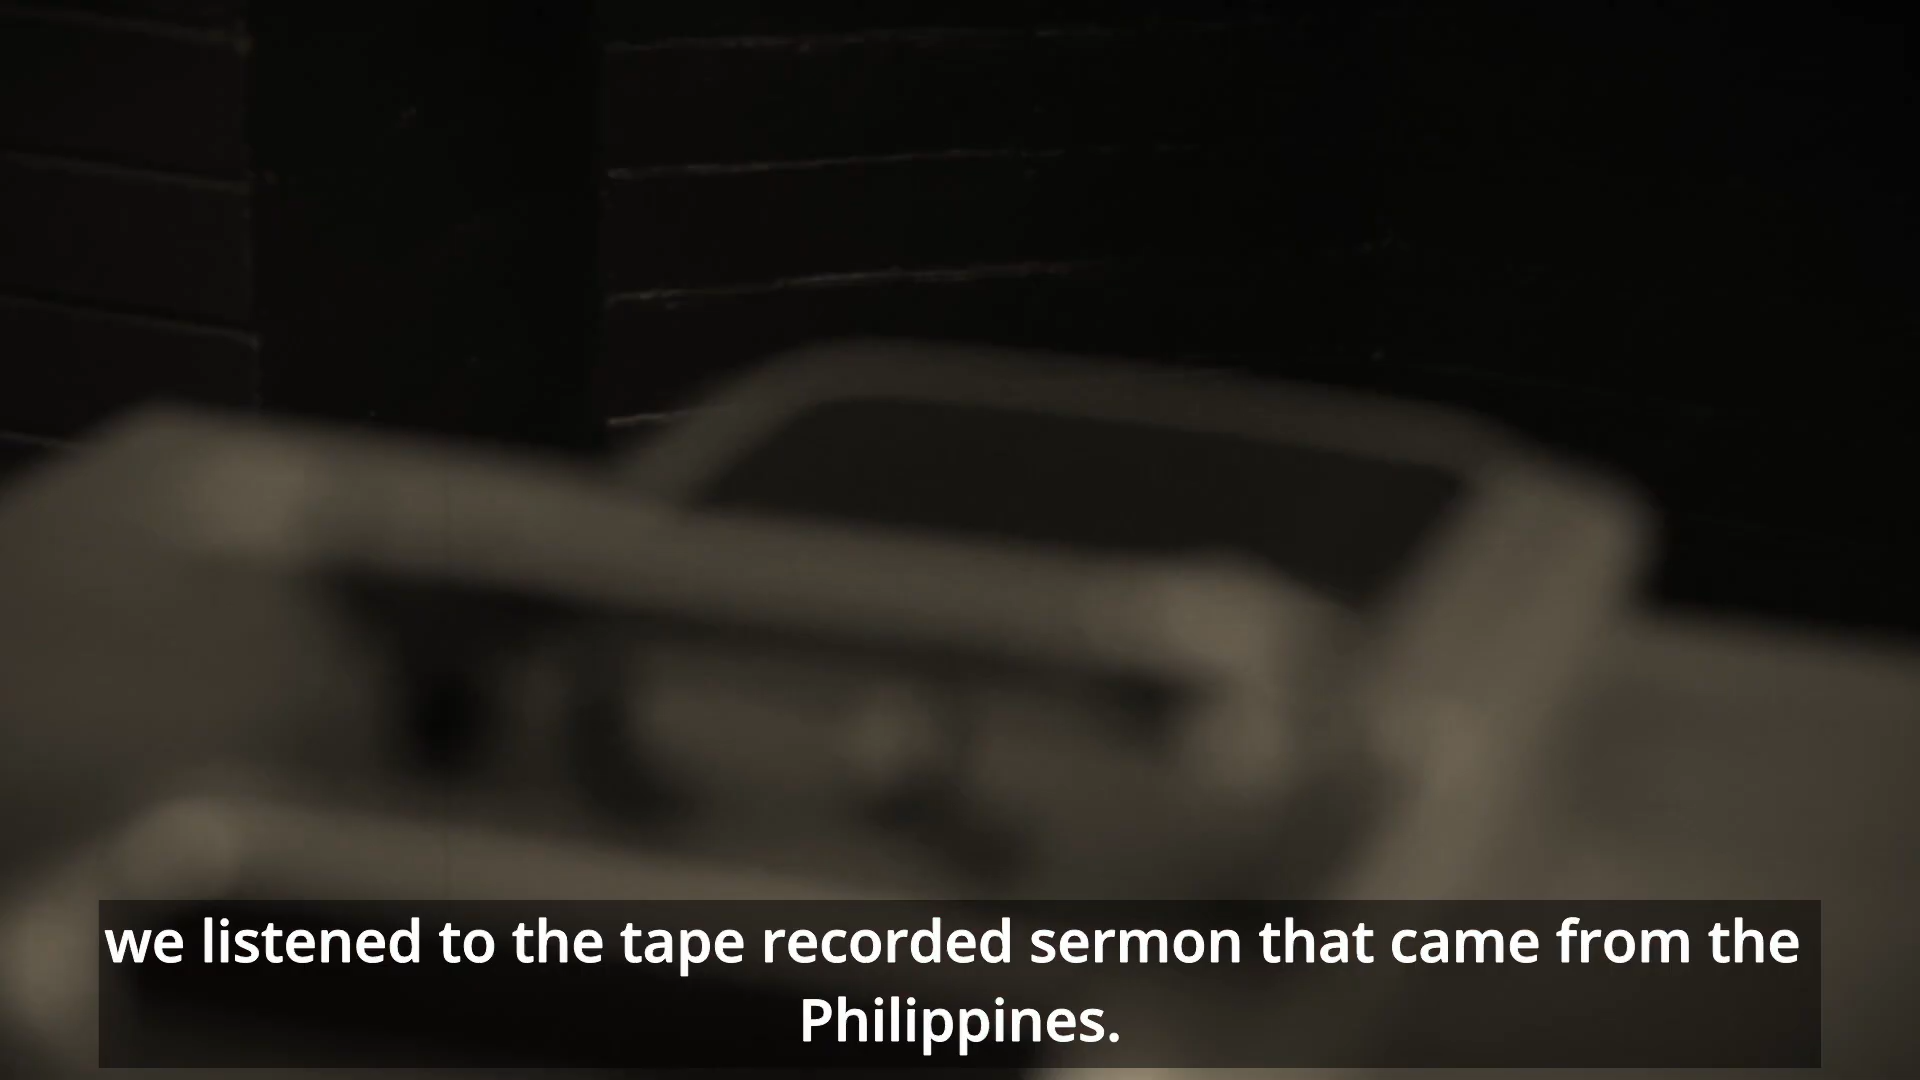 we listened to the tape recorded sermon that came from the
Philippines.